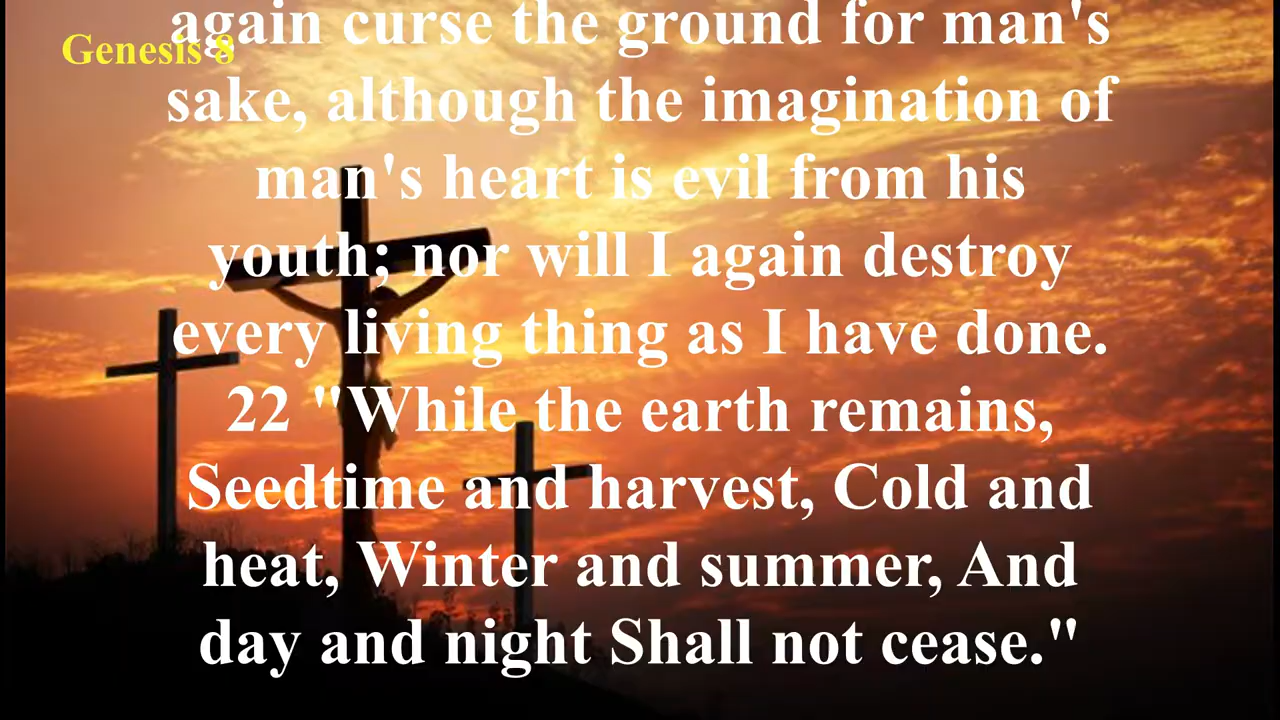 Genesis 8
again curse the ground for man's
sake, although the imagination of
man's heart is evil from his
youth; nor will I again destroy
every living thing as I have done.
22 "While the earth remains,
Seedtime and harvest, Cold and
heat, Winter and summer, And
day and night Shall not cease."